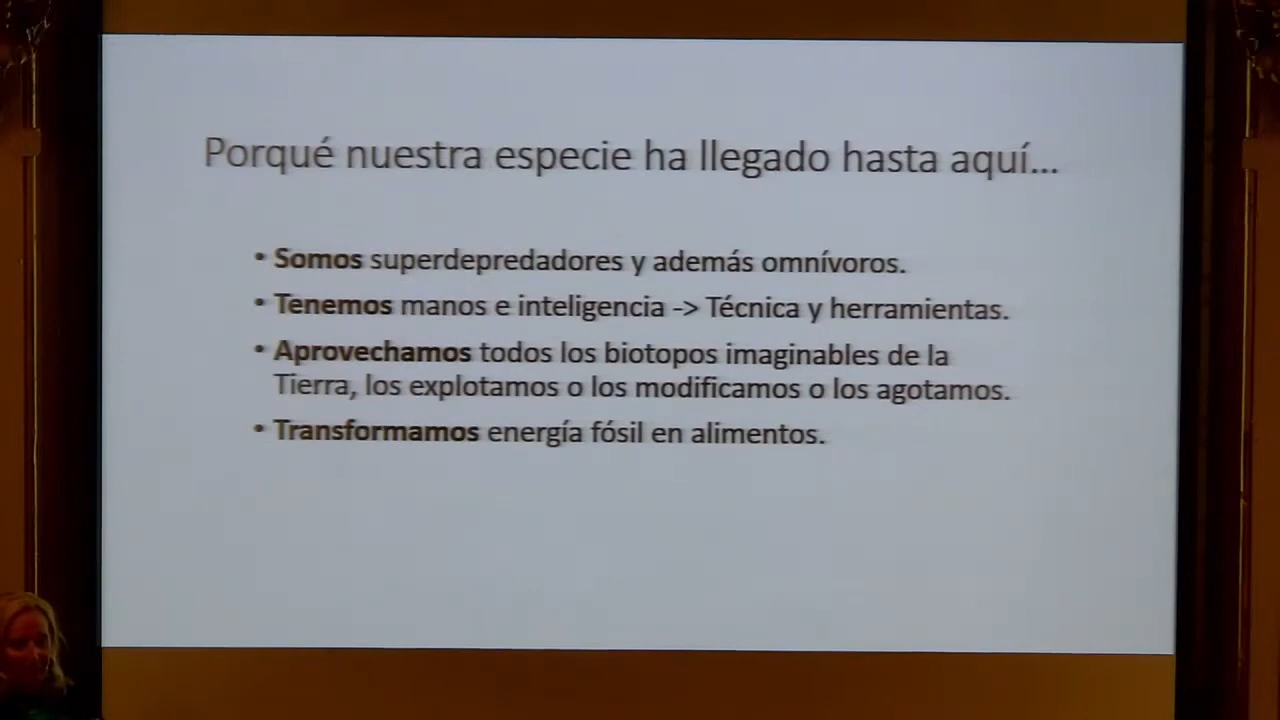 Porqué nuestra especie ha llegado hasta aquí...
• Somos superdepredadores y además omnívoros.
• Tenemos manos e inteligencia -> Técnica y herramientas.
• Aprovechamos todos los biotopos imaginables de la
Tierra, los explotamos o los modificamos o los agotamos.
• Transformamos energía fósil en alimentos.